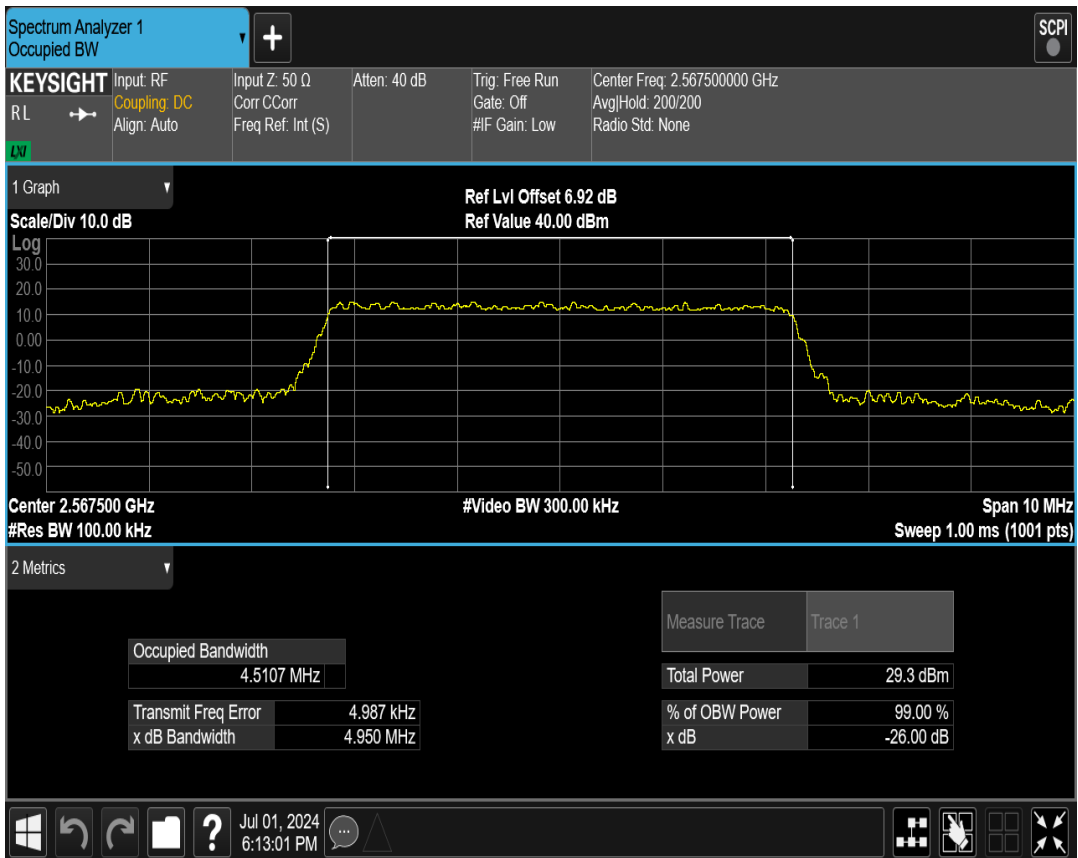 Spectrum Analyzer 1
Occupied BW
+
SCPI
KEYSIGHT Input: RF Input Z: 50 Ω Atten: 40 dB Trig: Free Run Center Freq: 2.567500000 GHz
RL Coupling: DC Corr CCorr Gate: Off Avg|Hold: 200/200
Align: Auto Freq Ref: Int (S) #IF Gain: Low Radio Std: None
LXI
1 Graph
Ref Lvl Offset 6.92 dB
Scale/Div 10.0 dB Ref Value 40.00 dBm
Log
30.0
20.0
10.0
0.00
-10.0
-20.0
-30.0
-40.0
-50.0
Center 2.567500 GHz #Video BW 300.00 kHz Span 10 MHz
#Res BW 100.00 kHz Sweep 1.00 ms (1001 pts)
2 Metrics
Measure Trace Trace 1
Occupied Bandwidth
4.5107 MHz Total Power 29.3 dBm
Transmit Freq Error 4.987 kHz % of OBW Power 99.00 %
x dB Bandwidth 4.950 MHz x dB -26.00 dB
? Jul 01, 2024
6:13:01 PM